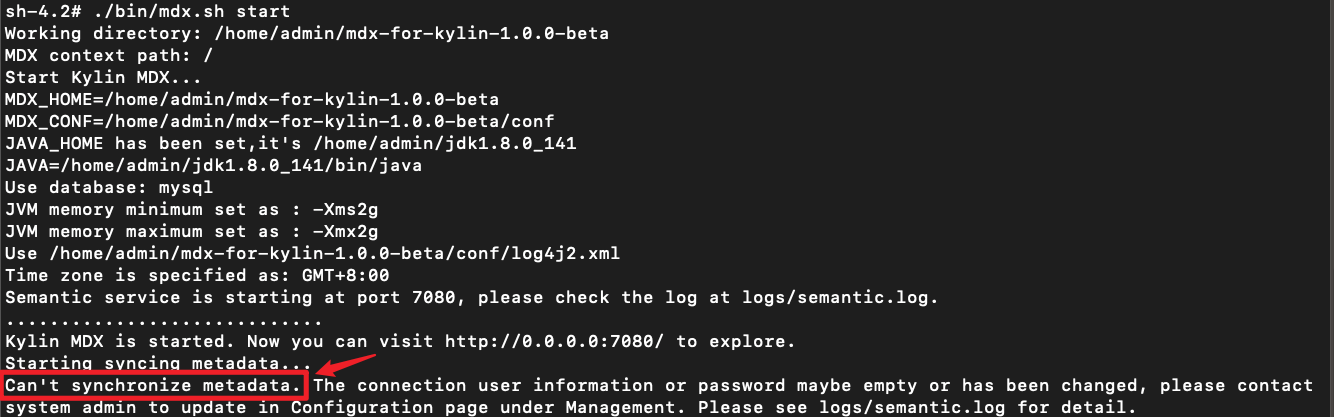 sh-4.2# ./bin/mdx.sh start
Working directory: /home/admin/mdx-for-kylin-1.0.0-beta
MDX context path: /
Start Kylin MDX...
MDX_HOME=/home/admin/mdx-for-kylin-1.0.0-beta
MDX_CONF=/home/admin/mdx-for-kylin-1.0.0-beta/conf
JAVA_HOME has been set,it's /home/admin/jdk1.8.0_141
JAVA=/home/admin/jdk1.8.0_141/bin/java
Use database: mysql
JVM memory minimum set as : -Xms2g
JVM memory maximum set as : -Xmx2g
Use /home/admin/mdx-for-kylin-1.0.0-beta/conf/log4j2.xml
Time zone is specified as: GMT+8:00
Semantic service is starting at port 7080, please check the log at logs/semantic.log.
.............................
Kylin MDX is started. Now you can visit http://0.0.0.0:7080/ to explore.
Starting syncing metadata...
Can't synchronize metadata. The connection user information or password maybe empty or has been changed, please contact
system admin to update in Configuration page under Management. Please see logs/semantic.log for detail.